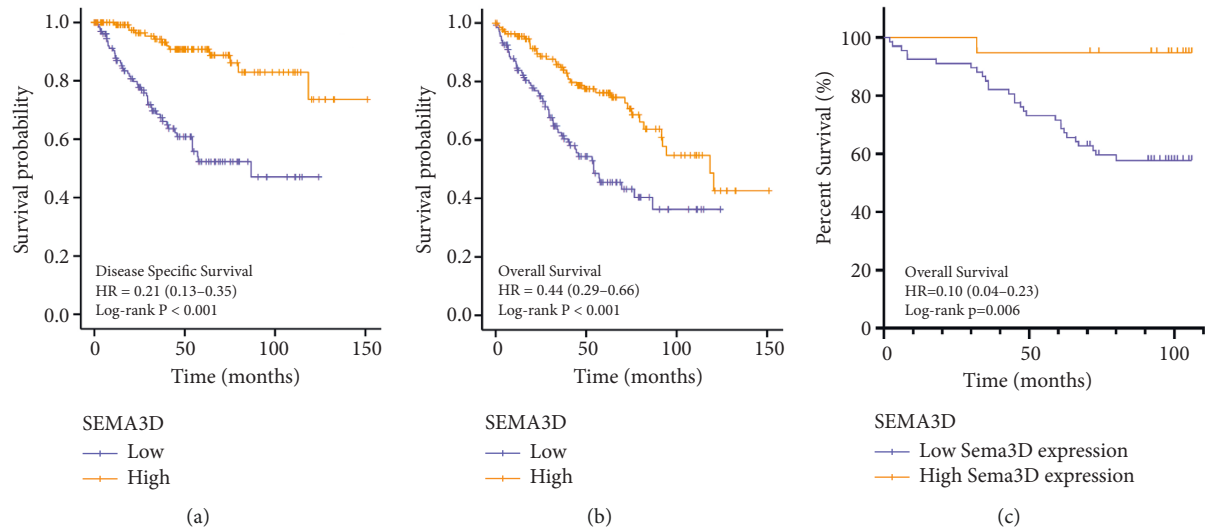 1.0
0.8
0.6
0.4
0.2
0.0
Survival probability
Disease Specific Survival
HR = 0.21 (0.13–0.35)
Log-rank P < 0.001
0 50 100 150
Time (months)
SEMA3D
Low
High
(a)
1.0
0.8
0.6
0.4
0.2
0.0
Survival probability
Overall Survival
HR = 0.44 (0.29–0.66)
Log-rank P < 0.001
0 50 100 150
Time (months)
SEMA3D
Low
High
(b)
100%
80
60
40
20
0
Percent Survival (%)
Overall Survival
HR=0.10 (0.04–0.23)
Log-rank p=0.006
0 50 100
Time (months)
SEMA3D
Low Sema3D expression
High Sema3D expression
(c)